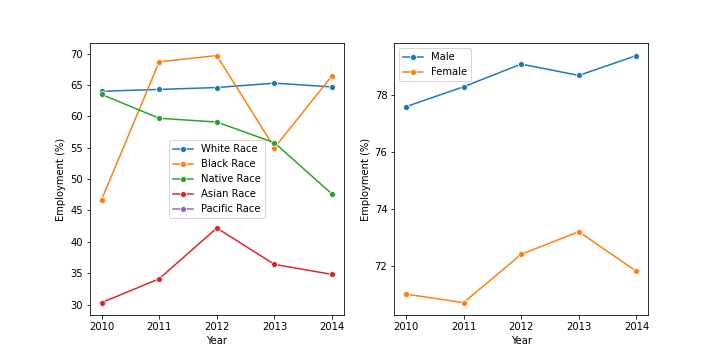 70
65
60
55
50
45
40
35
30
Employment (%)
White Race
Black Race
Native Race
Asian Race
Pacific Race
2010 2011 2012 2013 2014
Year
Male
Female
78
76
74
72
Employment (%)
2010 2011 2012 2013 2014
Year